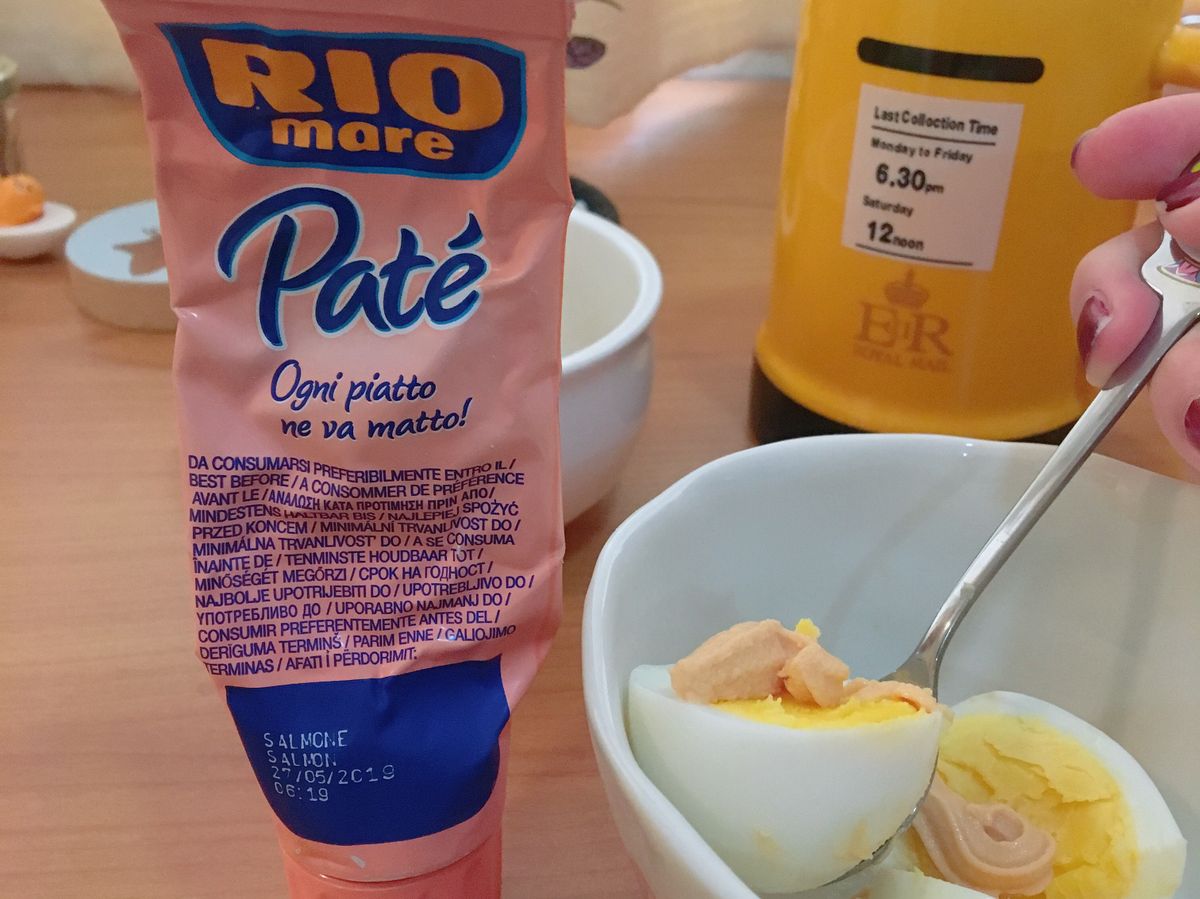 RIO
mare
Paté
Ogni piatto
ne va matto!
DA CONSUMARSI PREFERIBILMENTE ENTRO IL /
BEST BEFORE / A CONSOMMER DE PRÉFÉRENCE
AVANT LE / ΑΝΑΛΩΣΗ ΚΑΤΑ ΠΡΟΤΙΜΗΣΗ ΠΡΙΝ ΑΠΟ /
MINDESTENS HALTBAR BIS / NAJLEPIEJ SPOŻYĆ
PRZED KOŃCEM / MINIMÁLNÍ TRVANLIVOST DO /
MINIMÁLNA TRVANLIVOSŤ DO / A SE CONSUMA
ÎNAINTE DE / TENMINSTE HOUDBAAR TOT /
MINŐSÉGÉT MEGŐRZI / СРОК НА ГОДНОСТ /
NAJBOLJE UPOTRIJEBITI DO / UPOTREBLJIVO DO /
УПОТРЕБЛИВО ДО / UPORABNO NAJMANJ DO /
CONSUMIR PREFERENTEMENTE ANTES DEL /
DERĪGUMA TERMIŅŠ / PARIM ENNE / GALIOJIMO
TERMINAS / AFATI I PËRDORIMIT:
SALMONE
SALMON
27/05/2019
06:19
Last Collection Time
Monday to Friday
6.30pm
Saturday
12noon
E II R
ROYAL MAIL